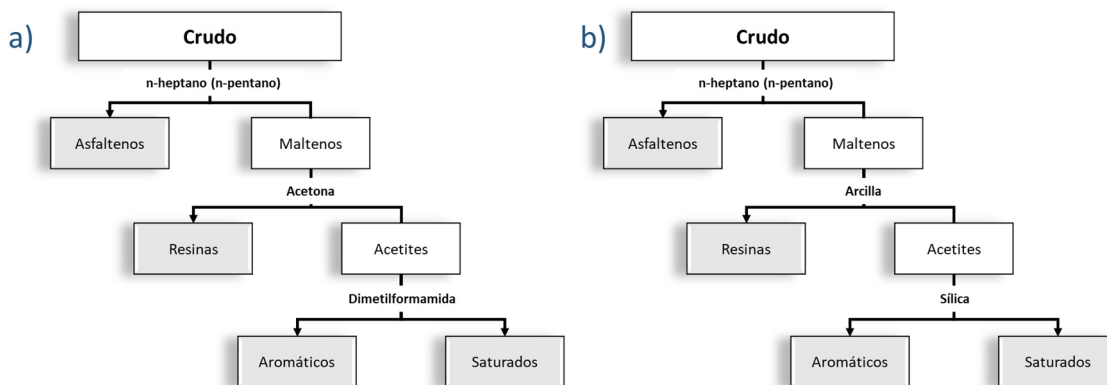 a)
Crudo
n-heptano (n-pentano)
Asfaltenos
Maltenos
Acetona
Resinas
Acetites
Dimetilformamida
Aromáticos
Saturados
b)
Crudo
n-heptano (n-pentano)
Asfaltenos
Maltenos
Arcilla
Resinas
Acetites
Sílica
Aromáticos
Saturados